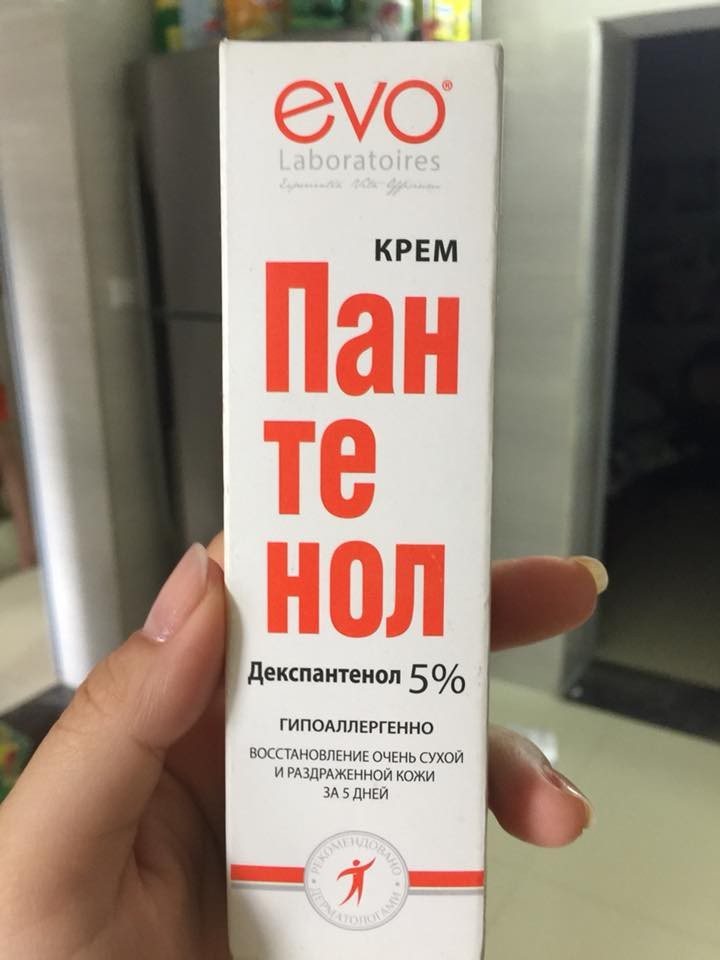 evo®
Laboratoires
КРЕМ
Пан
те
нол
Декспантенол 5%
ГИПОАЛЛЕРГЕННО
ВОССТАНОВЛЕНИЕ ОЧЕНЬ СУХОЙ
И РАЗДРАЖЕННОЙ КОЖИ
ЗА 5 ДНЕЙ
РЕКОМЕНДОВАНО
ДЕРМАТОЛОГАМИ